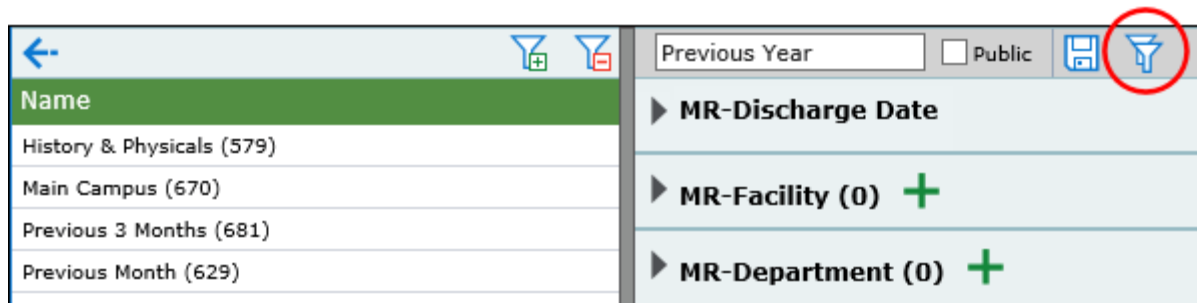 Previous Year
Public
Name
History & Physicals (579)
Main Campus (670)
Previous 3 Months (681)
Previous Month (629)
MR-Discharge Date
MR-Facility (0)
MR-Department (0)